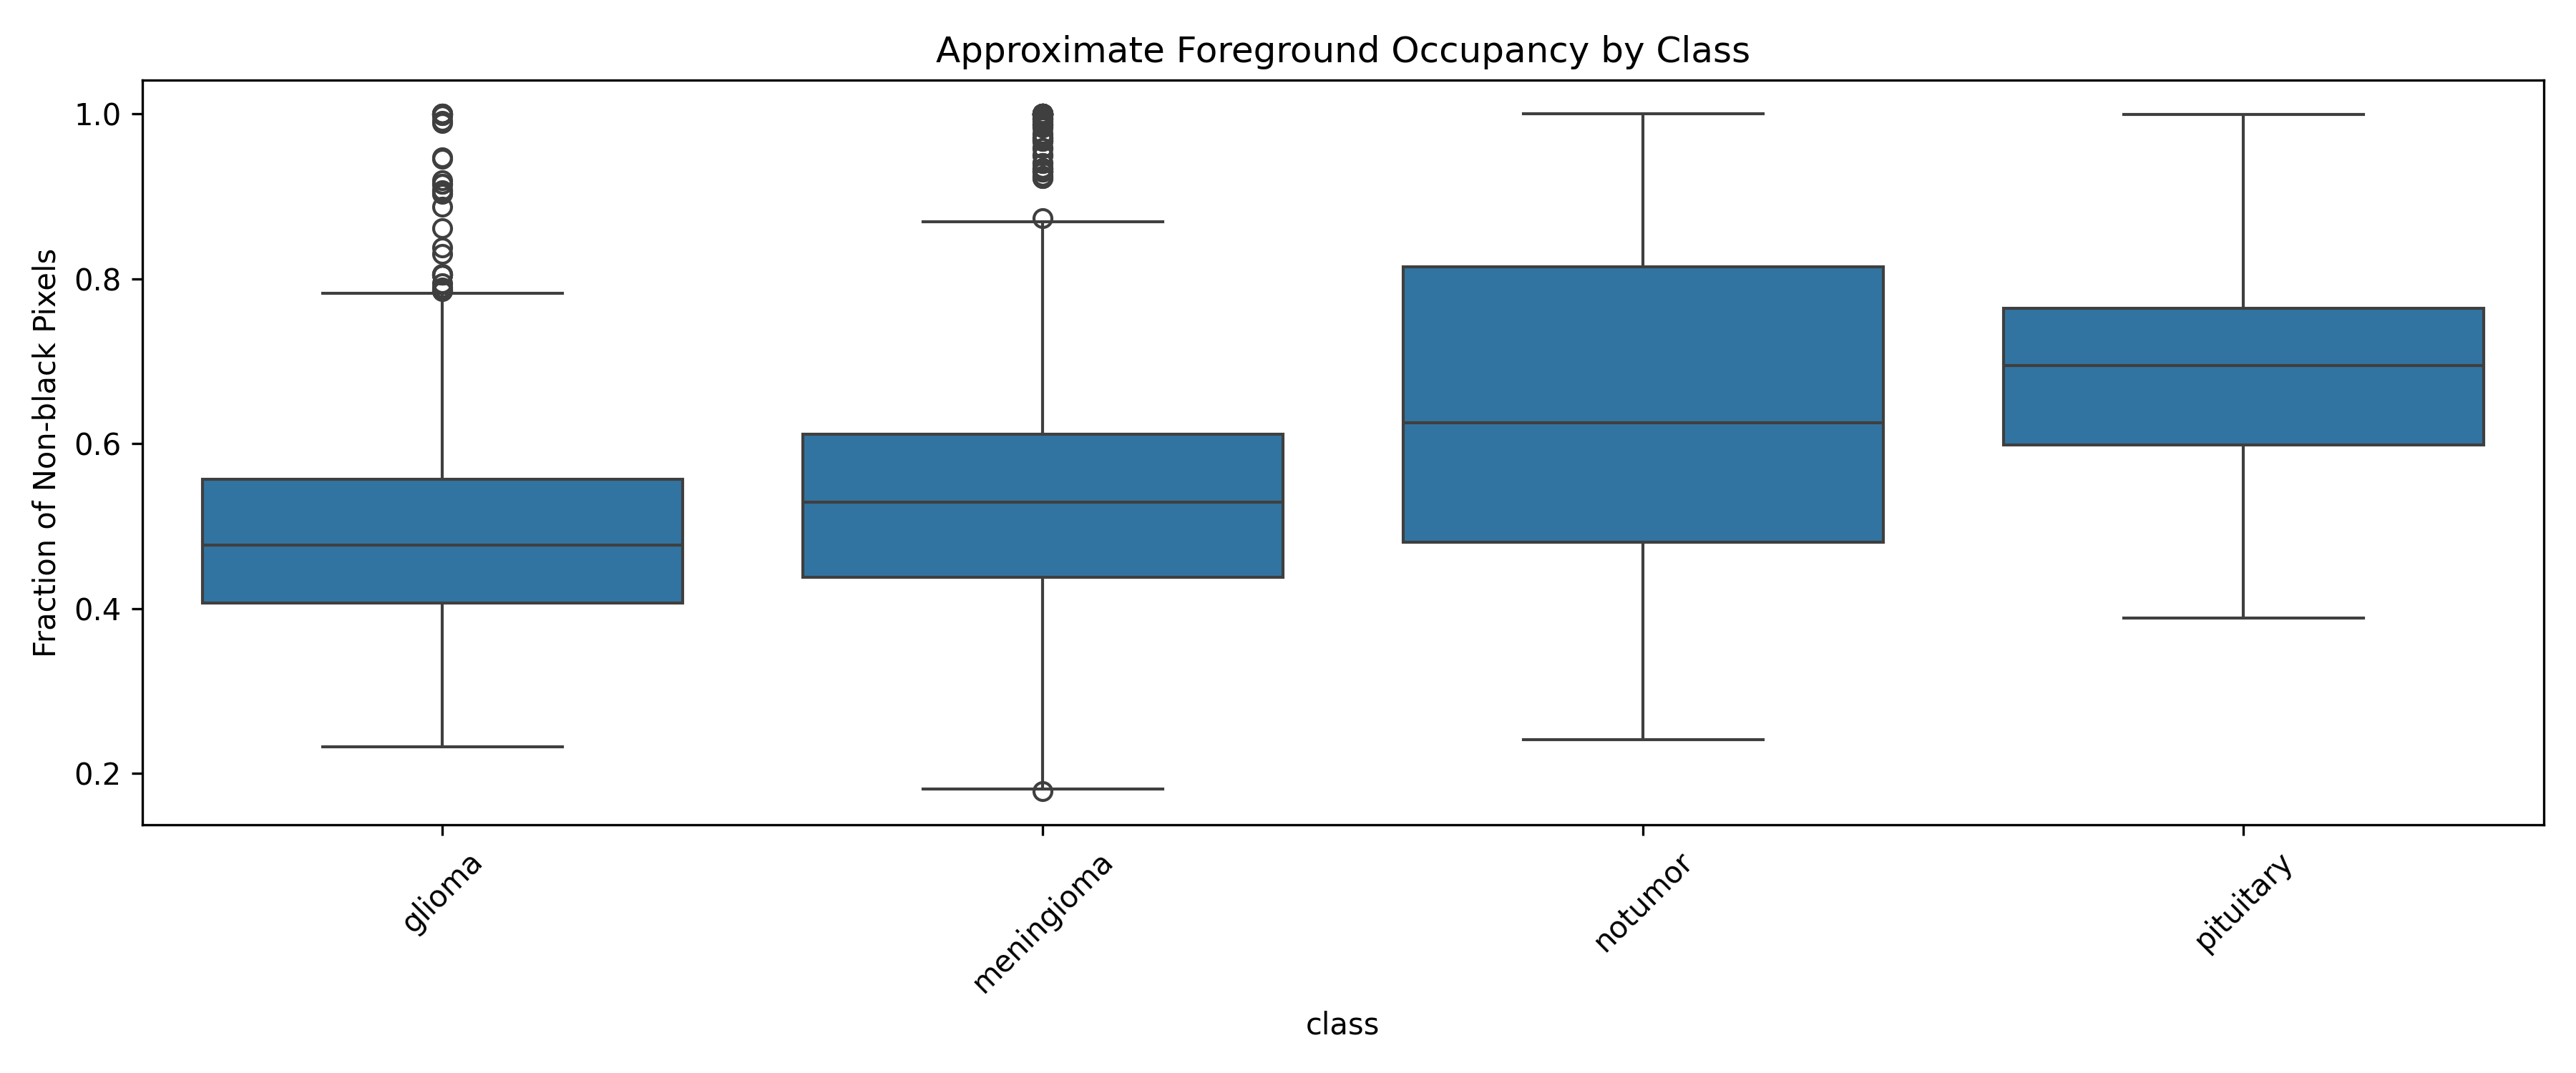 Approximate Foreground Occupancy by Class
Fraction of Non-black Pixels
1.0
0.8
0.6
0.4
0.2
glioma
meningioma
notumor
pituitary
class